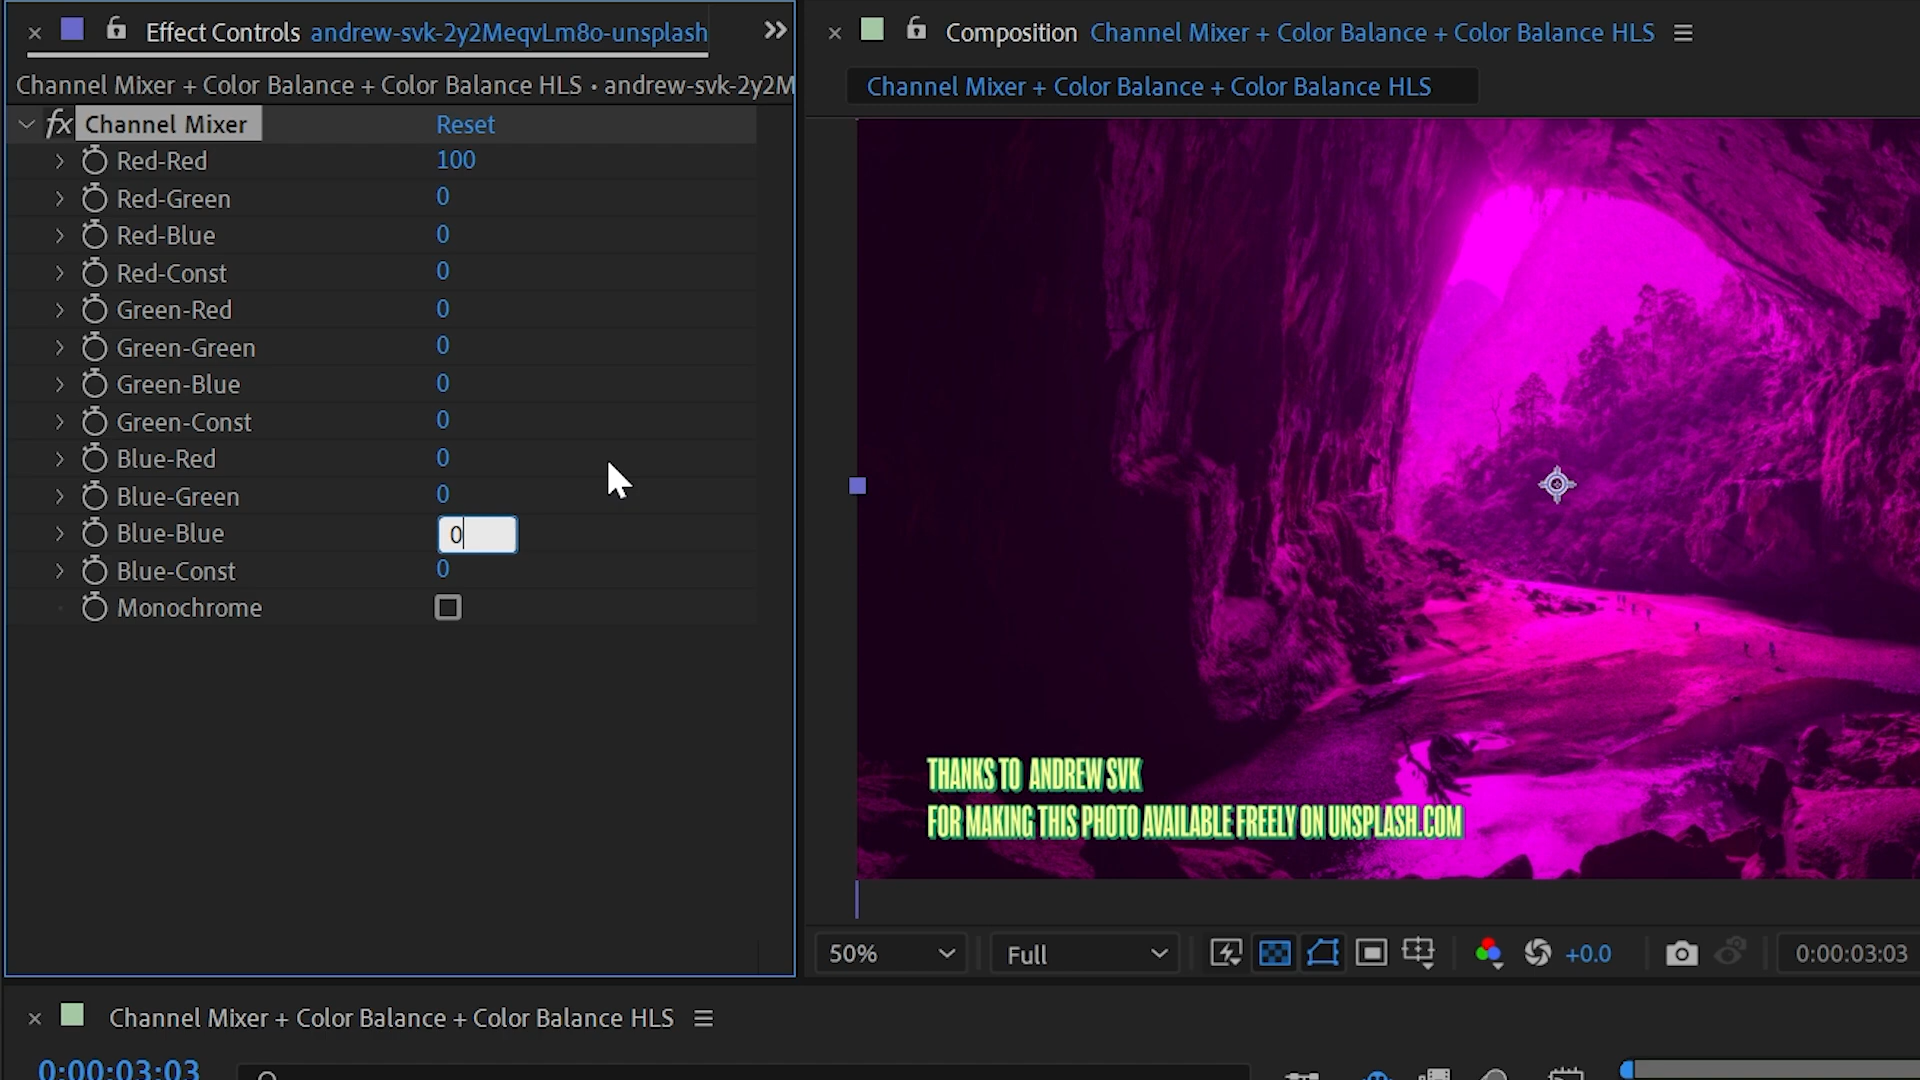 Effect Controls andrew-svk-2y2MeqvLm8o-unsplash
Channel Mixer + Color Balance + Color Balance HLS • andrew-svk-2y2M
fx Channel Mixer Reset
Red-Red 100
Red-Green 0
Red-Blue 0
Red-Const 0
Green-Red 0
Green-Green 0
Green-Blue 0
Green-Const 0
Blue-Red 0
Blue-Green 0
Blue-Blue 0
Blue-Const 0
Monochrome
Composition Channel Mixer + Color Balance + Color Balance HLS
Channel Mixer + Color Balance + Color Balance HLS
THANKS TO ANDREW SVK
FOR MAKING THIS PHOTO AVAILABLE FREELY ON UNSPLASH.COM
50% Full +0.0 0:00:03:03
Channel Mixer + Color Balance + Color Balance HLS
0:00:03:03